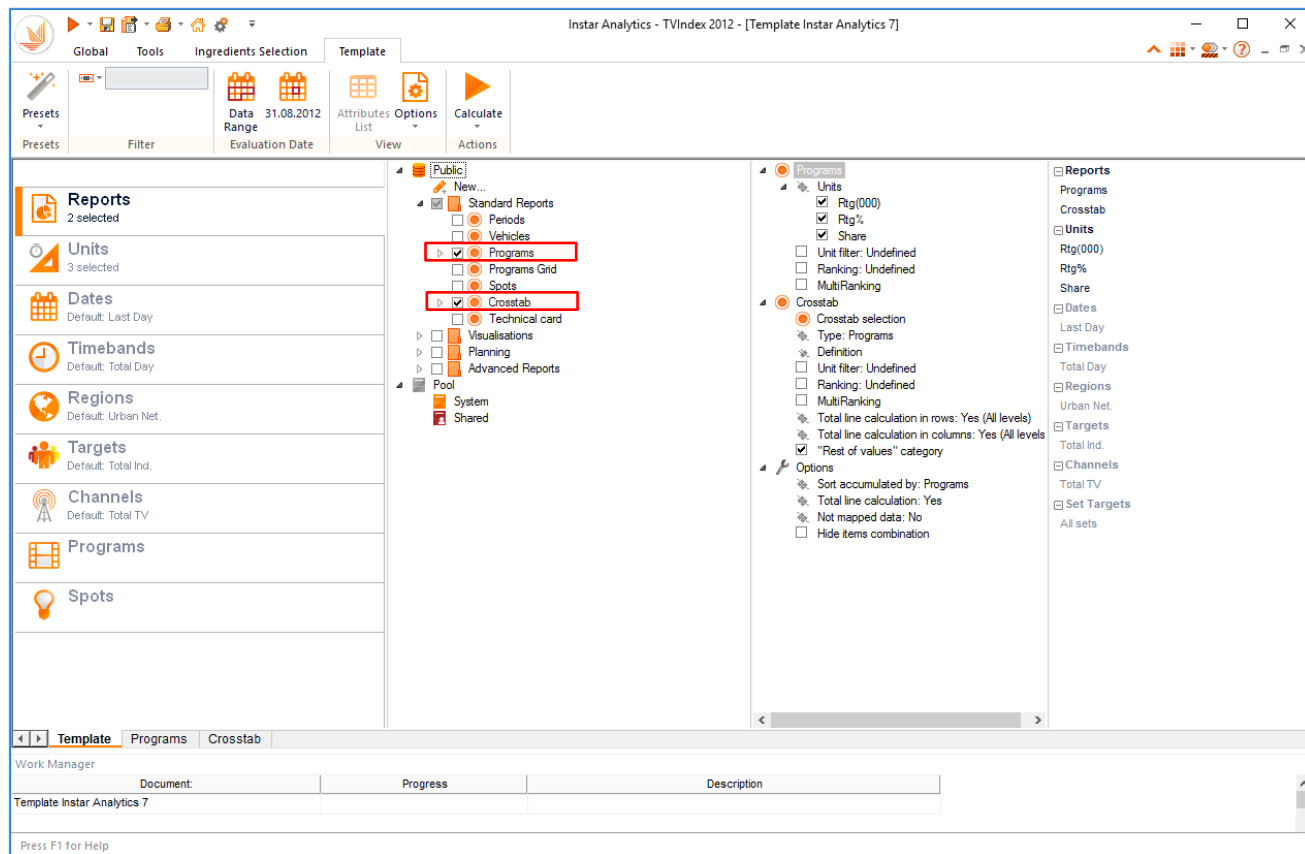 Instar Analytics - TVIndex 2012 - [Template Instar Analytics 7]
Global Tools Ingredients Selection Template
Presets
Data Range
31.08.2012
Attributes List
Options
Calculate
Presets Filter Evaluation Date View Actions
Reports
2 selected
Units
3 selected
Dates
Default: Last Day
Timebands
Default: Total Day
Regions
Default: Urban Net.
Targets
Default: Total Ind.
Channels
Default: Total TV
Programs
Spots
Public
New...
Standard Reports
Periods
Vehicles
Programs
Programs Grid
Spots
Crosstab
Technical card
Visualisations
Planning
Advanced Reports
Pool
System
Shared
Programs
Units
Rtg(000)
Rtg%
Share
Unit filter: Undefined
Ranking: Undefined
MultiRanking
Crosstab
Crosstab selection
Type: Programs
Definition
Unit filter: Undefined
Ranking: Undefined
MultiRanking
Total line calculation in rows: Yes (All levels)
Total line calculation in columns: Yes (All levels
"Rest of values" category
Options
Sort accumulated by: Programs
Total line calculation: Yes
Not mapped data: No
Hide items combination
Reports
Programs
Crosstab
Units
Rtg(000)
Rtg%
Share
Dates
Last Day
Timebands
Total Day
Regions
Urban Net.
Targets
Total Ind.
Channels
Total TV
Set Targets
All sets
Template Programs Crosstab
Work Manager
Document: Progress Description
Template Instar Analytics 7
Press F1 for Help